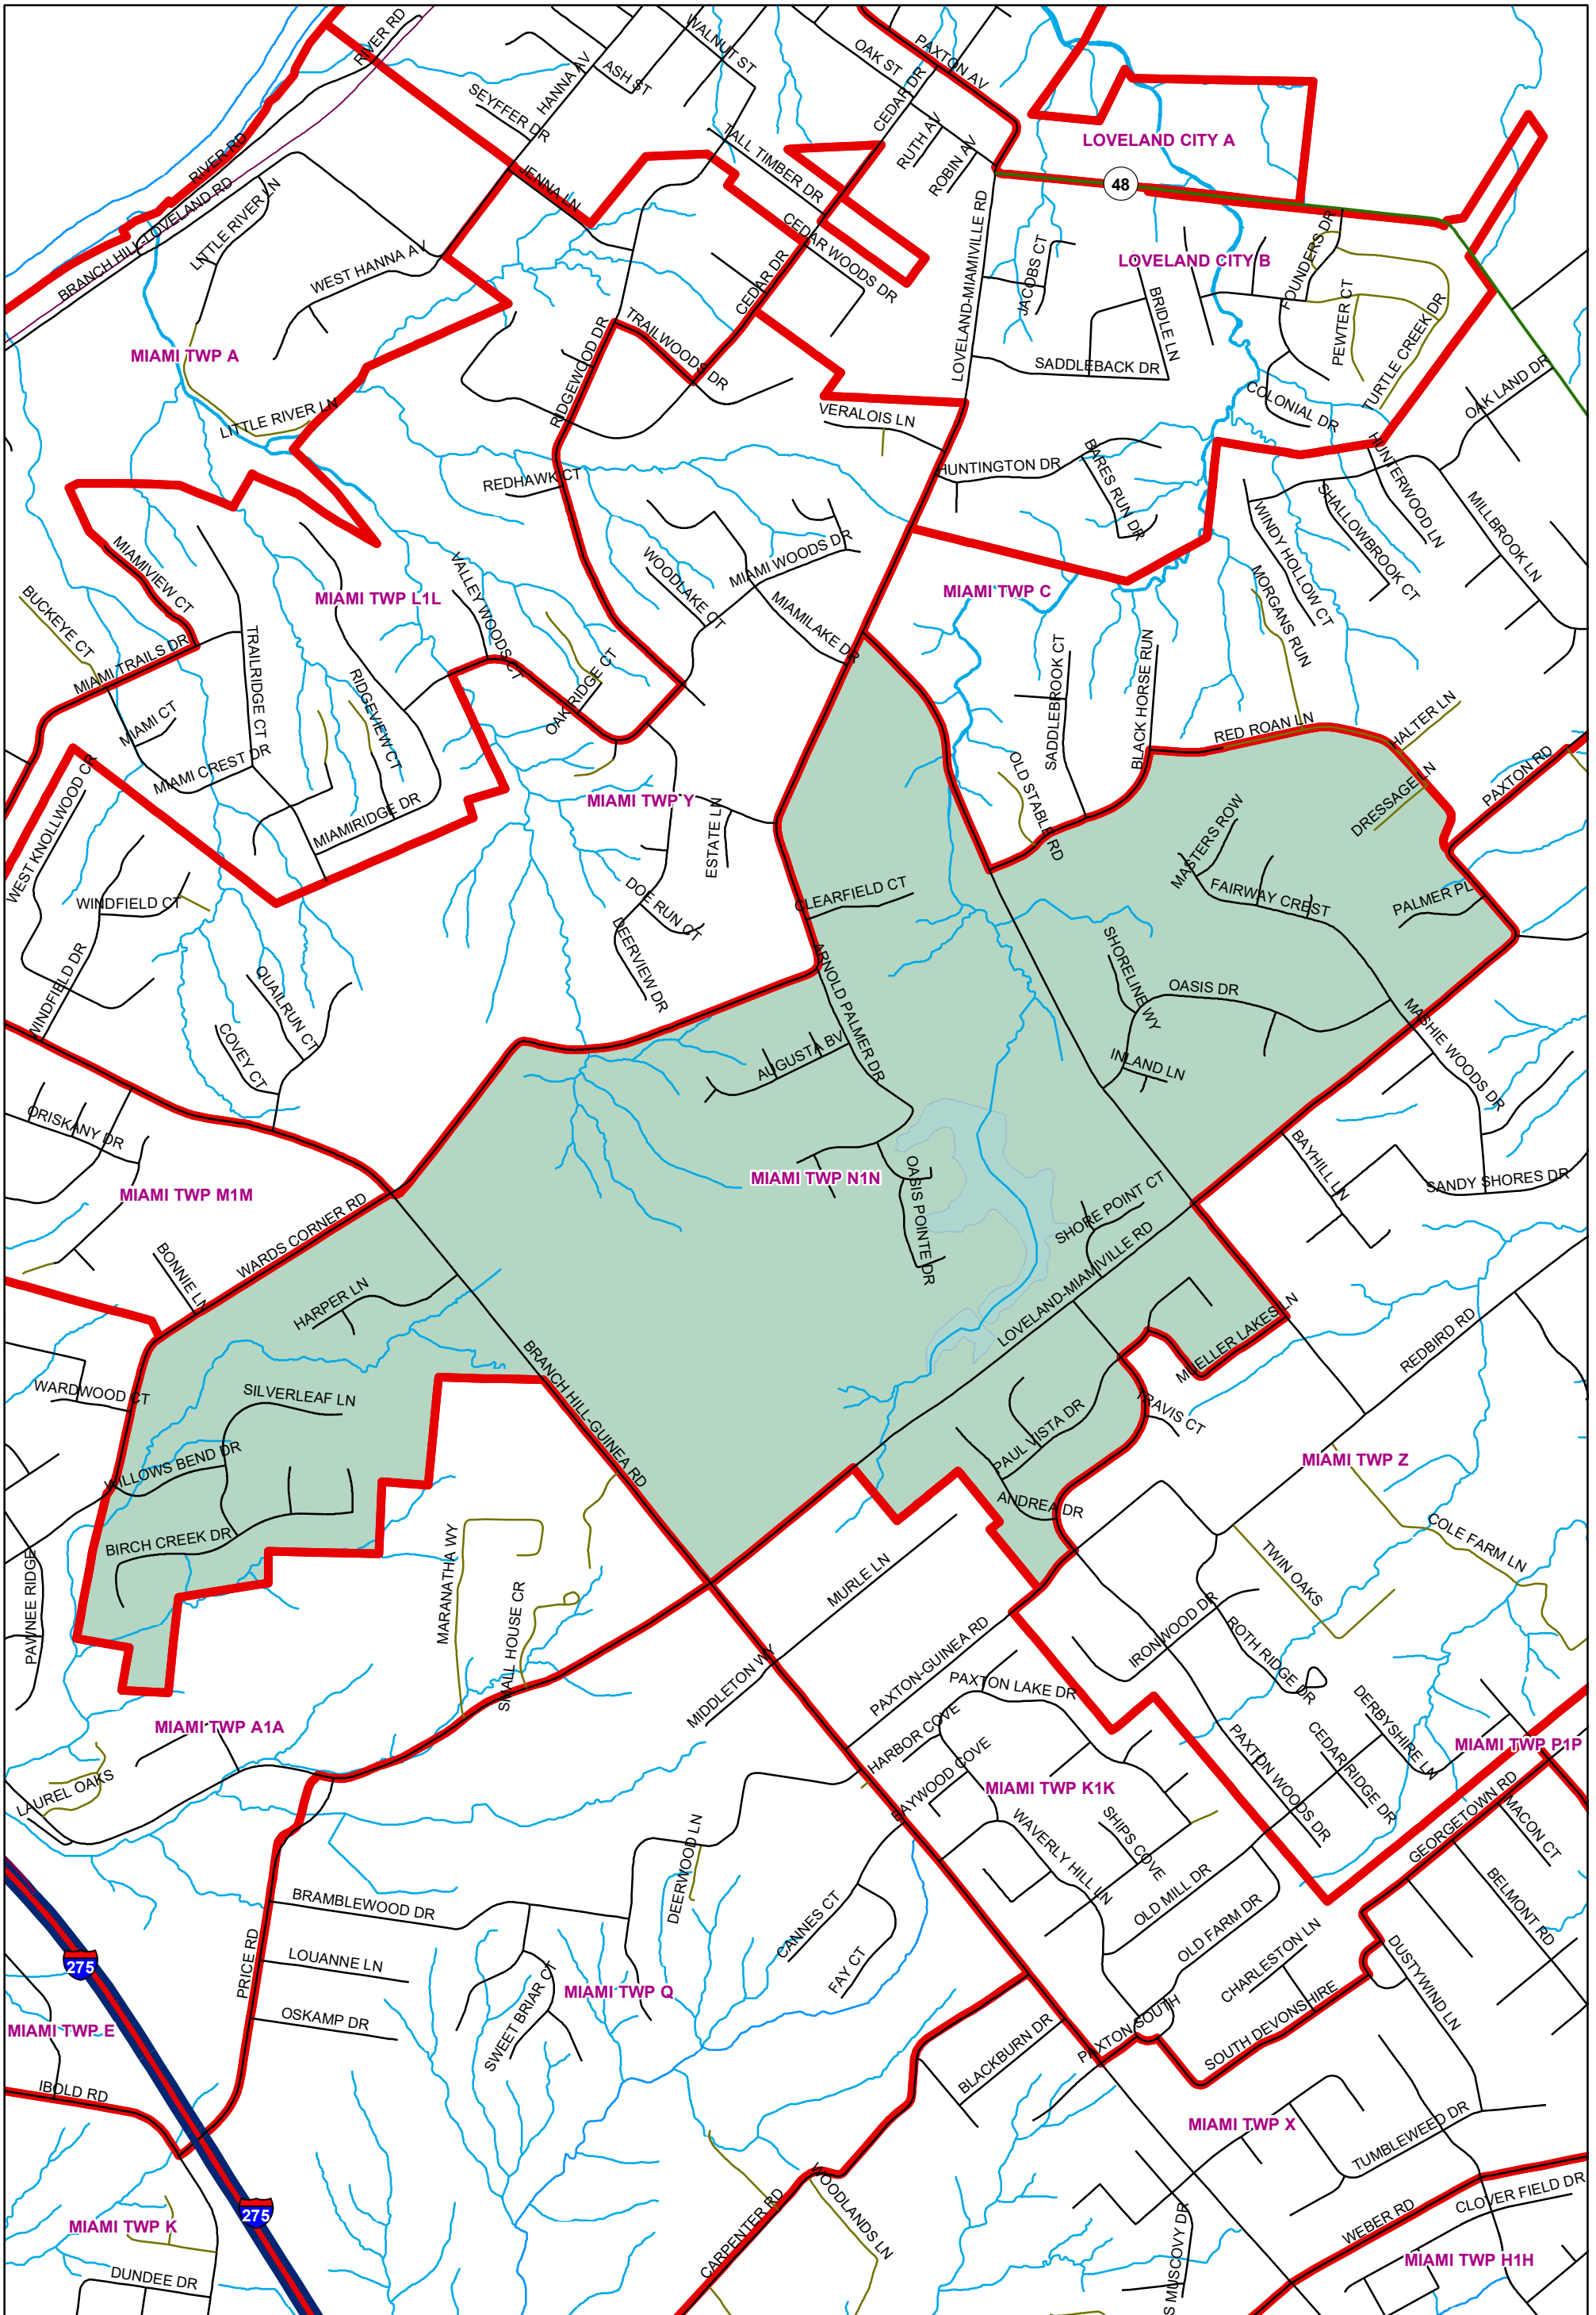 RIVER RD
WALNUT ST
OAK ST
PAXTON AV
HANNA AV
ASH ST
SEYFFER DR
CEDAR DR
RUTH AV
ROBIN AV
LOVELAND CITY A
TALL TIMBER DR
RIVER RD
JENNA LN
48
BRANCH HILL-LOVELAND RD
LITTLE RIVER LN
CEDAR WOODS DR
LOVELAND-MIAMIVILLE RD
JACOBS CT
LOVELAND CITY B
FOUNDERS DR
WEST HANNA AV
CEDAR DR
BRIDLE LN
PEWTER CT
TURTLE CREEK DR
MIAMI TWP A
RIDGEWOOD DR
TRAILWOODS DR
SADDLEBACK DR
COLONIAL DR
OAK LAND DR
LITTLE RIVER LN
VERALOIS LN
REDHAWK CT
HUNTINGTON DR
BARES RUN DR
HUNTERWOOD LN
SHALLOWBROOK CT
WINDY HOLLOW CT
MILLBROOK LN
MIAMIVIEW CT
VALLEY WOODS CT
WOODLAKE CT
MIAMI WOODS DR
MIAMI TWP C
MORGANS RUN
BUCKEYE CT
MIAMI TWP L1L
MIAMILAKE DR
MIAMI TRAILS DR
TRAILRIDGE CT
RIDGEVIEW CT
OAK RIDGE CT
SADDLEBROOK CT
BLACK HORSE RUN
RED ROAN LN
HALTER LN
MIAMI CT
MIAMI CREST DR
OLD STABLE RD
PAXTON RD
WEST KNOLLWOOD CR
MIAMIRIDGE DR
MIAMI TWP Y
ESTATE LN
MASTERS ROW
DRESSAGE LN
WINDFIELD CT
DOE RUN CT
CLEARFIELD CT
FAIRWAY CREST
PALMER PL
WINDFIELD DR
QUAILRUN CT
DEERVIEW DR
ARNOLD PALMER DR
SHORELINE WY
OASIS DR
COVEY CT
AUGUSTA BV
INLAND LN
MASHIE WOODS DR
ORISKANY DR
BAYHILL LN
MIAMI TWP M1M
MIAMI TWP N1N
OASIS POINTE DR
SHORE POINT CT
SANDY SHORES DR
WARDS CORNER RD
BONNIE LN
HARPER LN
LOVELAND-MIAMIVILLE RD
MUELLER LAKES LN
REDBIRD RD
BRANCH HILL-GUINEA RD
WARDWOOD CT
SILVERLEAF LN
TRAVIS CT
PAUL VISTA DR
WILLOWS BEND DR
MIAMI TWP Z
ANDREA DR
BIRCH CREEK DR
COLE FARM LN
TWIN OAKS
PAWNEE RIDGE
MARANATHA WY
SMALL HOUSE CR
MURLE LN
IRONWOOD DR
ROTH RIDGE DR
MIDDLETON WY
PAXTON-GUINEA RD
PAXTON LAKE DR
MIAMI TWP A1A
HARBOR COVE
DERBYSHIRE LN
CEDAR RIDGE DR
PAXTON WOODS DR
MIAMI TWP P1P
LAUREL OAKS
BAYWOOD COVE
MIAMI TWP K1K
WAVERLY HILL LN
SHIPS COVE
GEORGETOWN RD
MACON CT
DEERWOOD LN
OLD MILL DR
BELMONT RD
BRAMBLEWOOD DR
CANNES CT
OLD FARM DR
CHARLESTON LN
275
PRICE RD
LOUANNE LN
FAY CT
DUSTYWIND LN
SWEET BRIAR CT
MIAMI TWP Q
MIAMI TWP E
OSKAMP DR
SOUTH DEVONSHIRE
PAXTON SOUTH
BLACKBURN DR
IBOLD RD
MIAMI TWP X
TUMBLEWEED DR
CARPENTER RD
WOODLANDS LN
275
MIAMI TWP K
WEBER RD
CLOVER FIELD DR
S MUSCOVY DR
MIAMI TWP H1H
DUNDEE DR